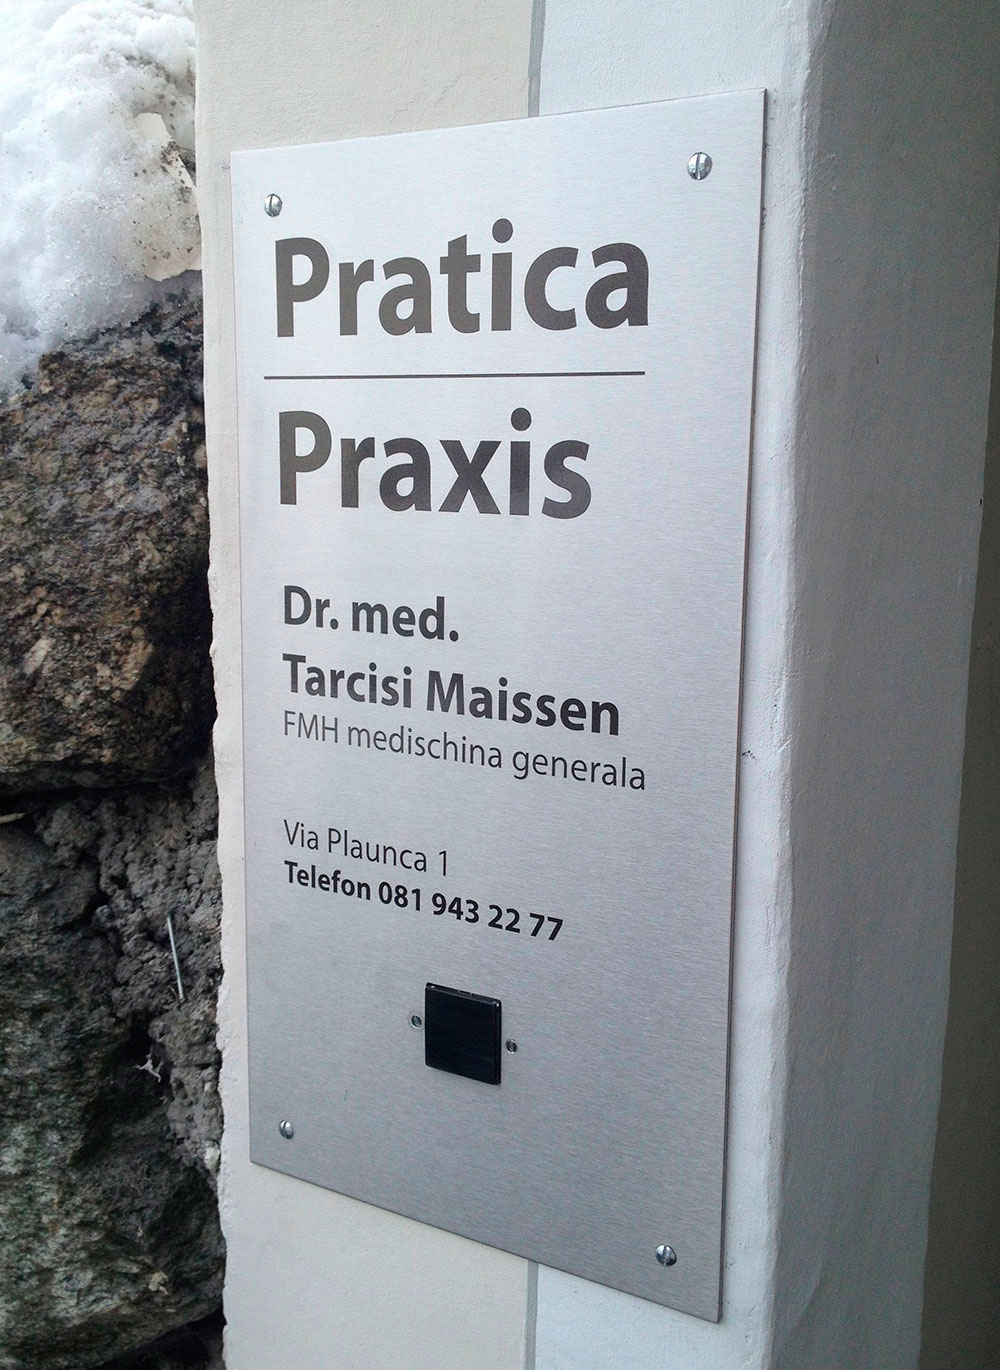 Pratica
Praxis
Dr. med.
Tarcisi Maissen
FMH medischina generala
Via Plaunca 1
Telefon 081 943 22 77